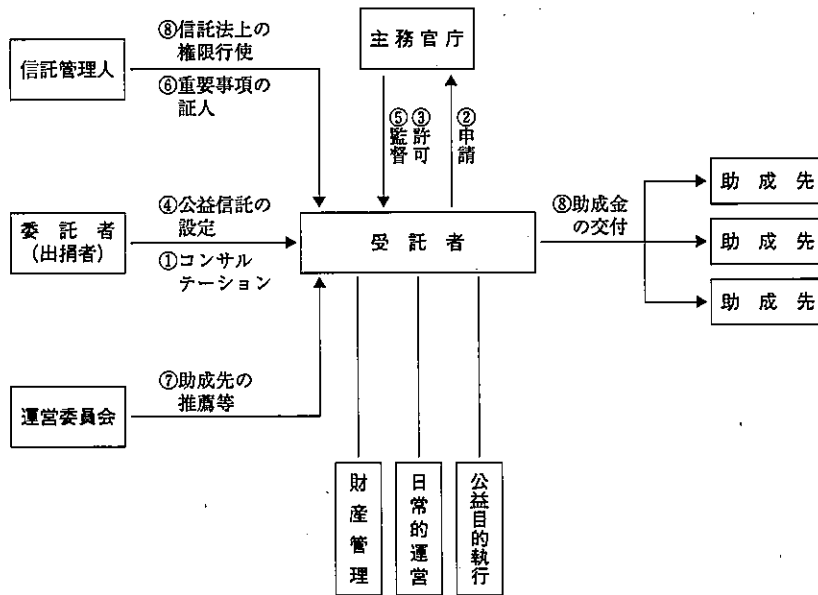 ⑧信託法上の
権限行使
主務官庁
信託管理人
⑥重要事項の
証人
⑤監督
③許可
②申請
助成先
④公益信託の
設定
⑧助成金
の交付
委託者
(出捐者)
受託者
助成先
①コンサル
テーション
助成先
⑦助成先の
推薦等
運営委員会
財産管理
日常的運営
公益目的執行